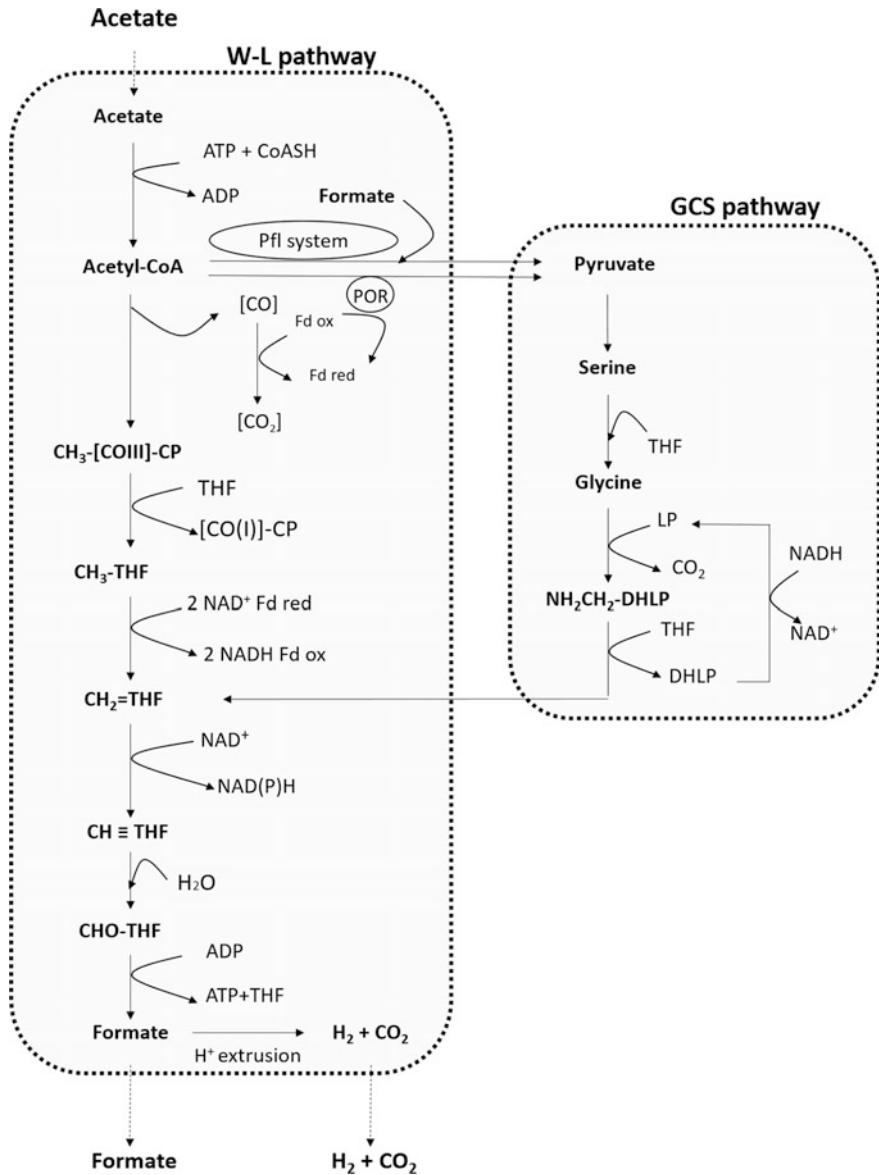 Acetate
W-L pathway
Acetate
ATP + CoASH
ADP
Formate
Pfl system
Acetyl-CoA
[CO]
POR
Fd ox
Fd red
[CO₂]
CH₃-[COIII]-CP
THF
[CO(I)]-CP
CH₃-THF
2 NAD⁺ Fd red
2 NADH Fd ox
CH₂=THF
NAD⁺
NAD(P)H
CH ≡ THF
H₂O
CHO-THF
ADP
ATP+THF
Formate
H⁺ extrusion
H₂ + CO₂
Formate
H₂ + CO₂
GCS pathway
Pyruvate
Serine
THF
Glycine
LP
CO₂
NADH
NAD⁺
NH₂CH₂-DHLP
THF
DHLP